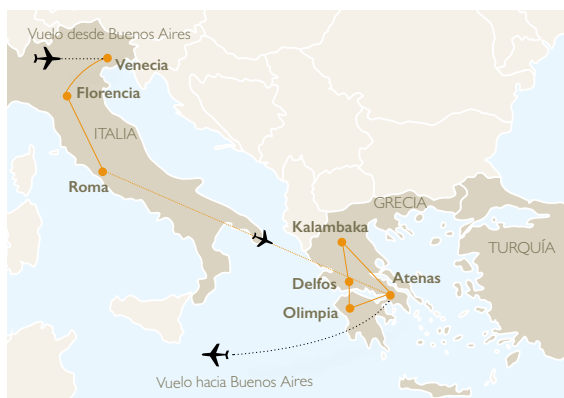 Vuelo desde Buenos Aires
Venecia
Florencia
ITALIA
Roma
GRECIA
Kalambaka
TURQUÍA
Delfos
Atenas
Olimpia
Vuelo hacia Buenos Aires